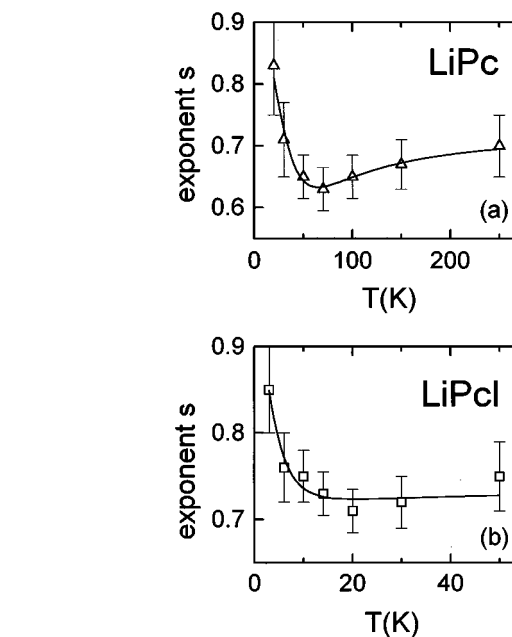 0.9
LiPc
0.8
exponent s
0.7
0.6
(a)
0 100 200
T(K)
0.9
LiPcI
0.8
exponent s
0.7
(b)
0 20 40
T(K)